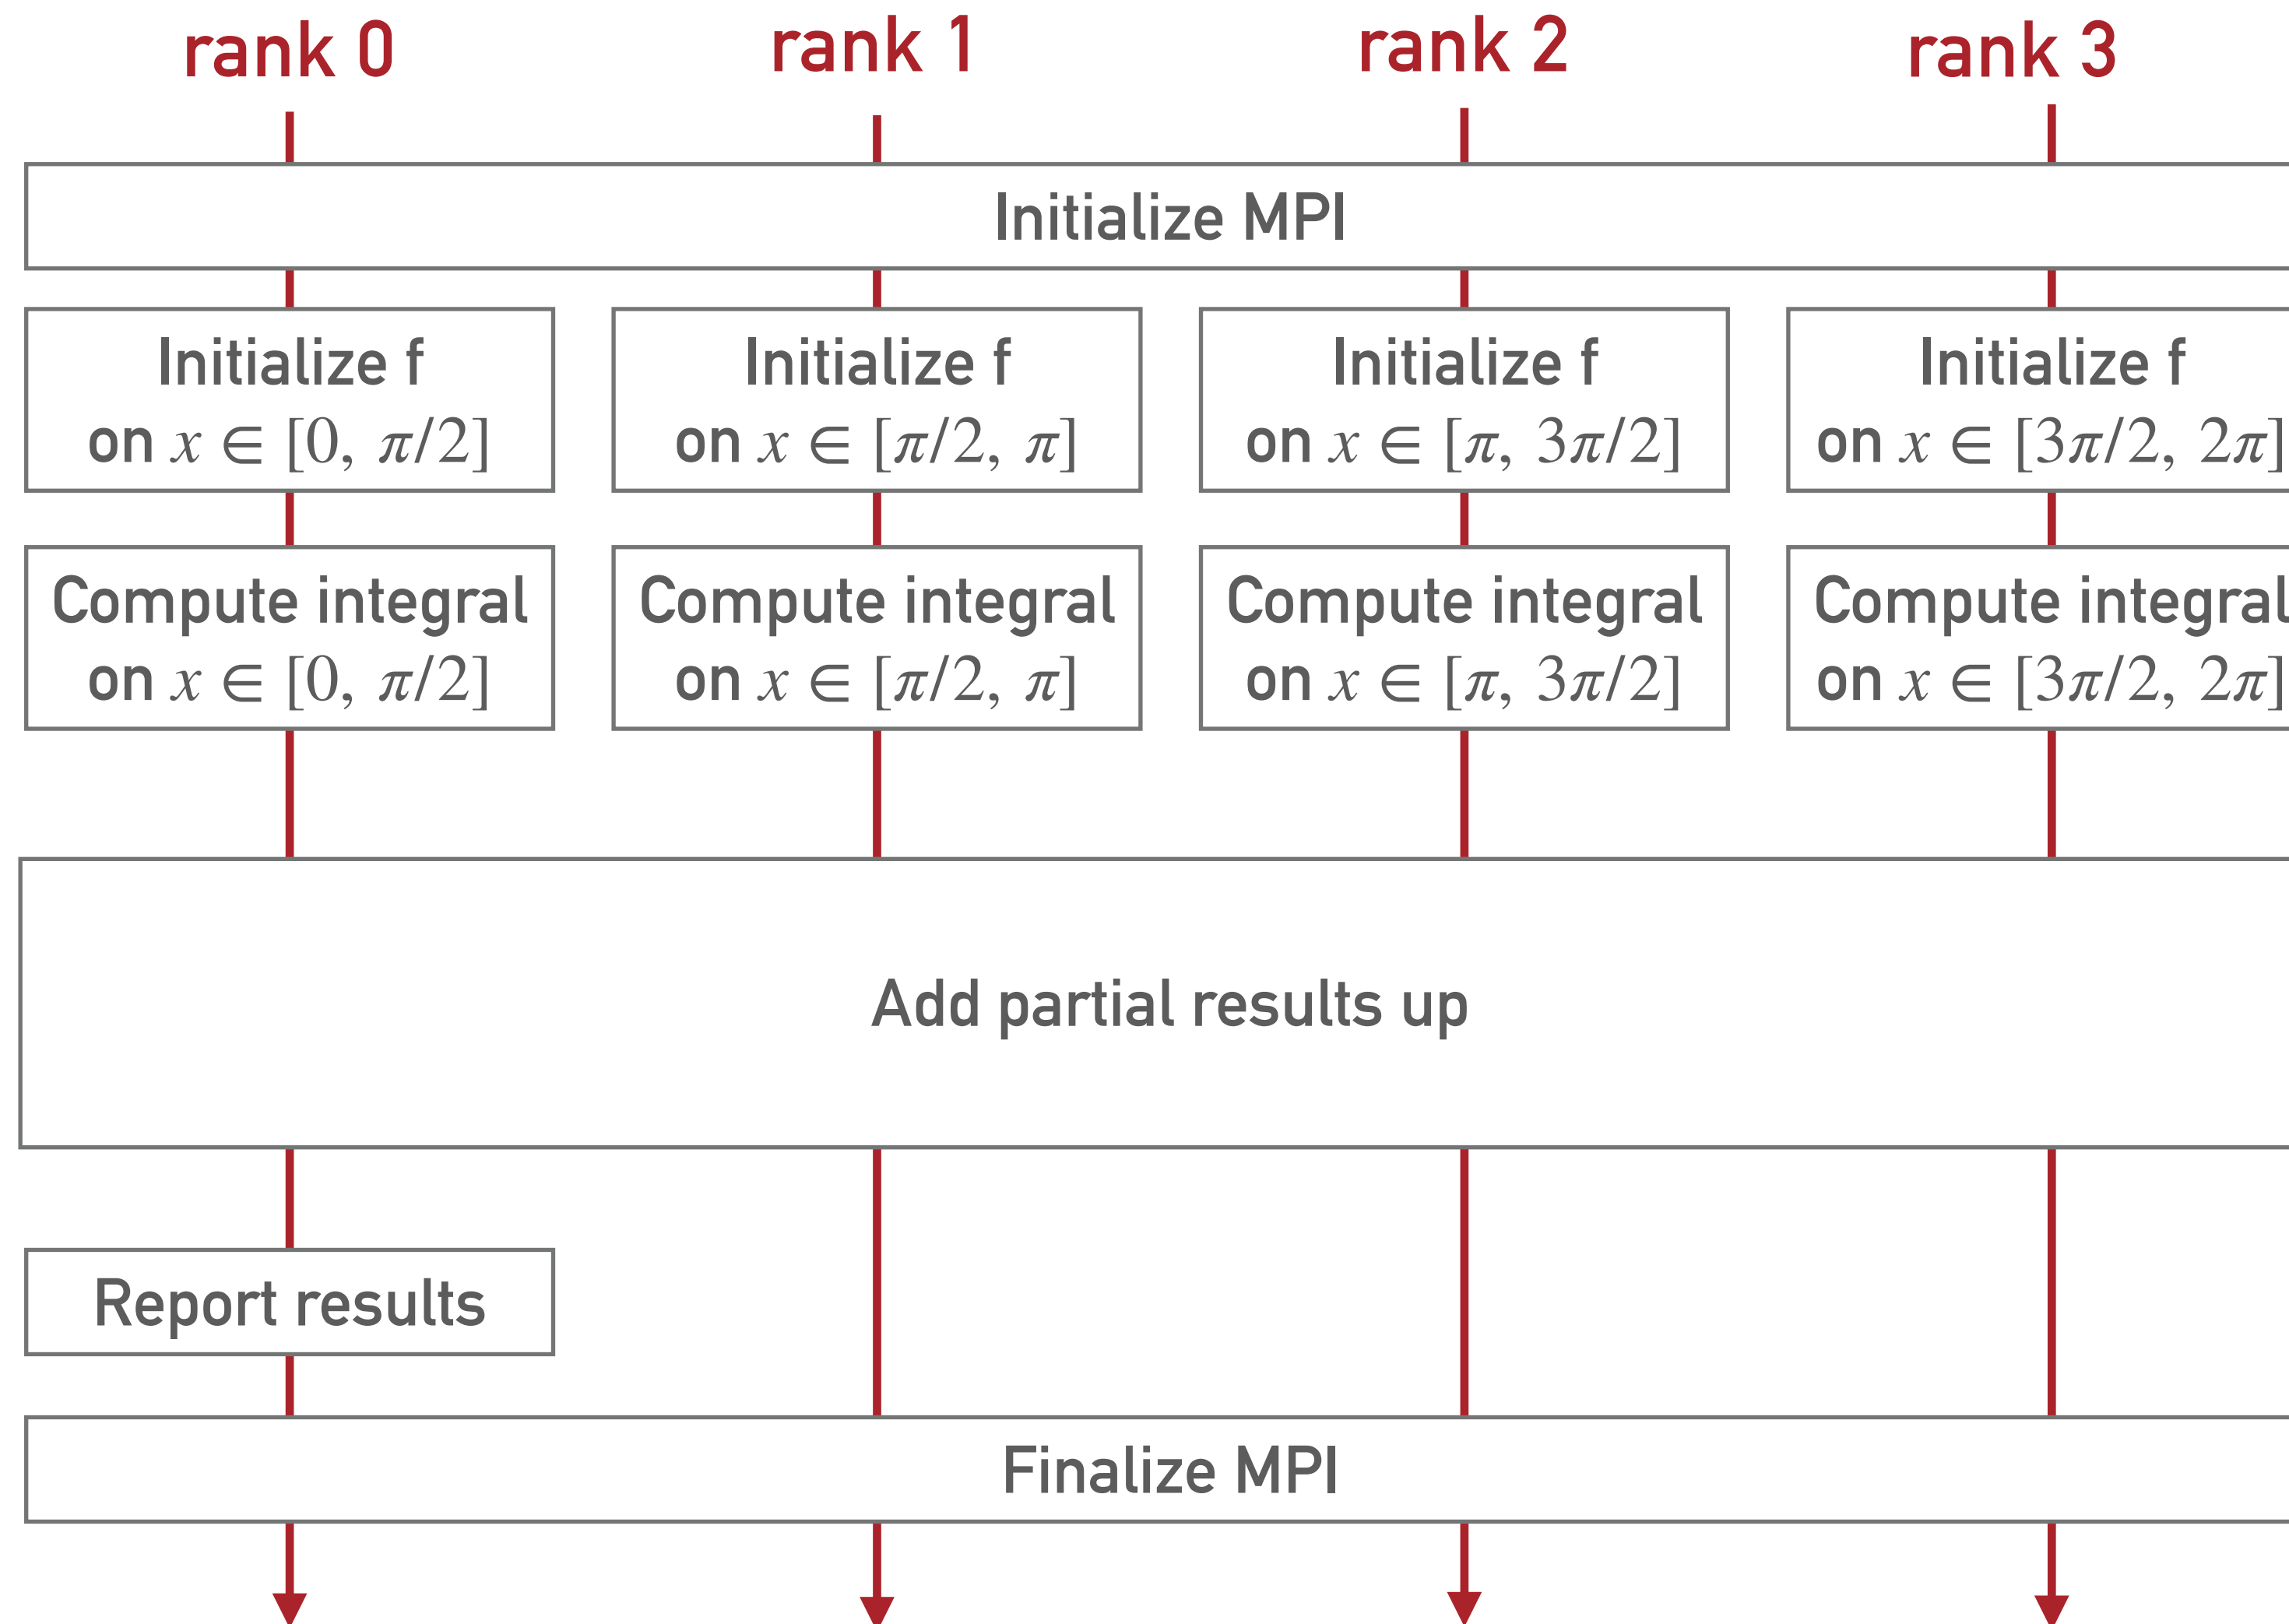 rank 0
rank 1
rank 2
rank 3
Initialize MPI
Initialize f
on x ∈ [0, π/2]
Initialize f
on x ∈ [π/2, π]
Initialize f
on x ∈ [π, 3π/2]
Initialize f
on x ∈ [3π/2, 2π]
Compute integral
on x ∈ [0, π/2]
Compute integral
on x ∈ [π/2, π]
Compute integral
on x ∈ [π, 3π/2]
Compute integral
on x ∈ [3π/2, 2π]
Add partial results up
Report results
Finalize MPI